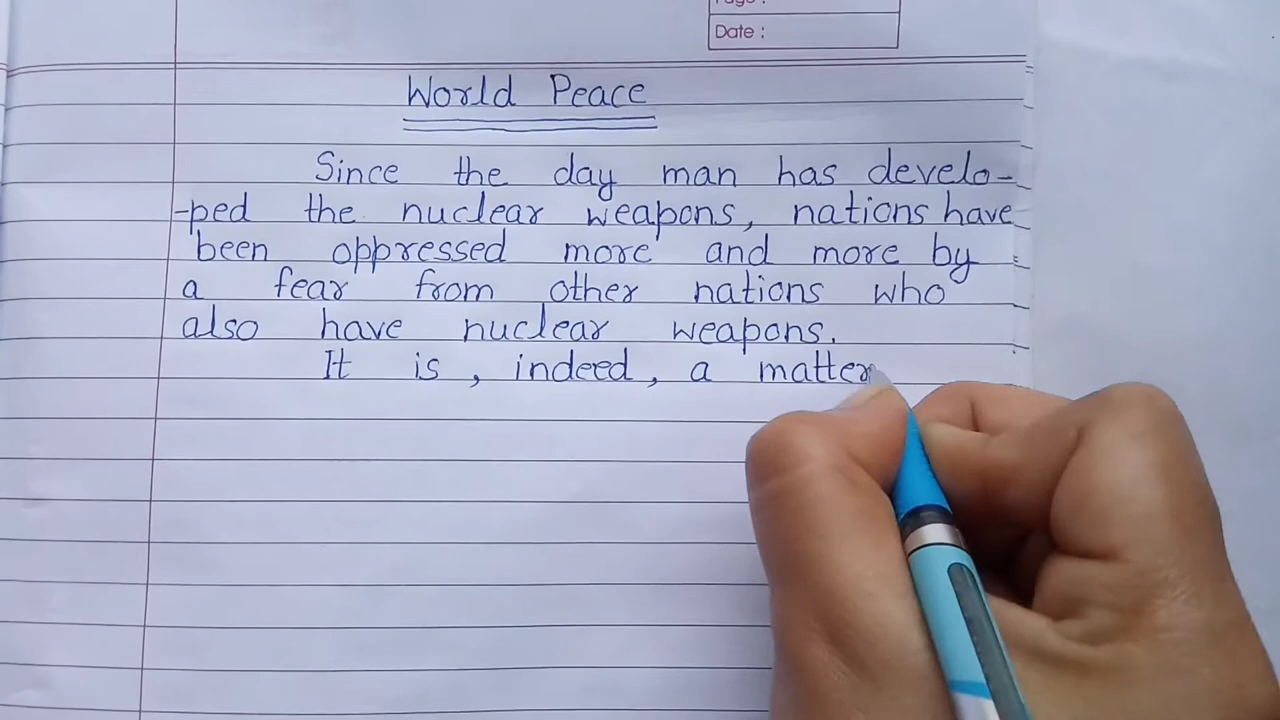 Date :
World Peace
Since the day man has develo-
-ped the nuclear weapons, nations have
been oppressed more and more by
a fear from other nations who
also have nuclear weapons.
It is, indeed, a matter